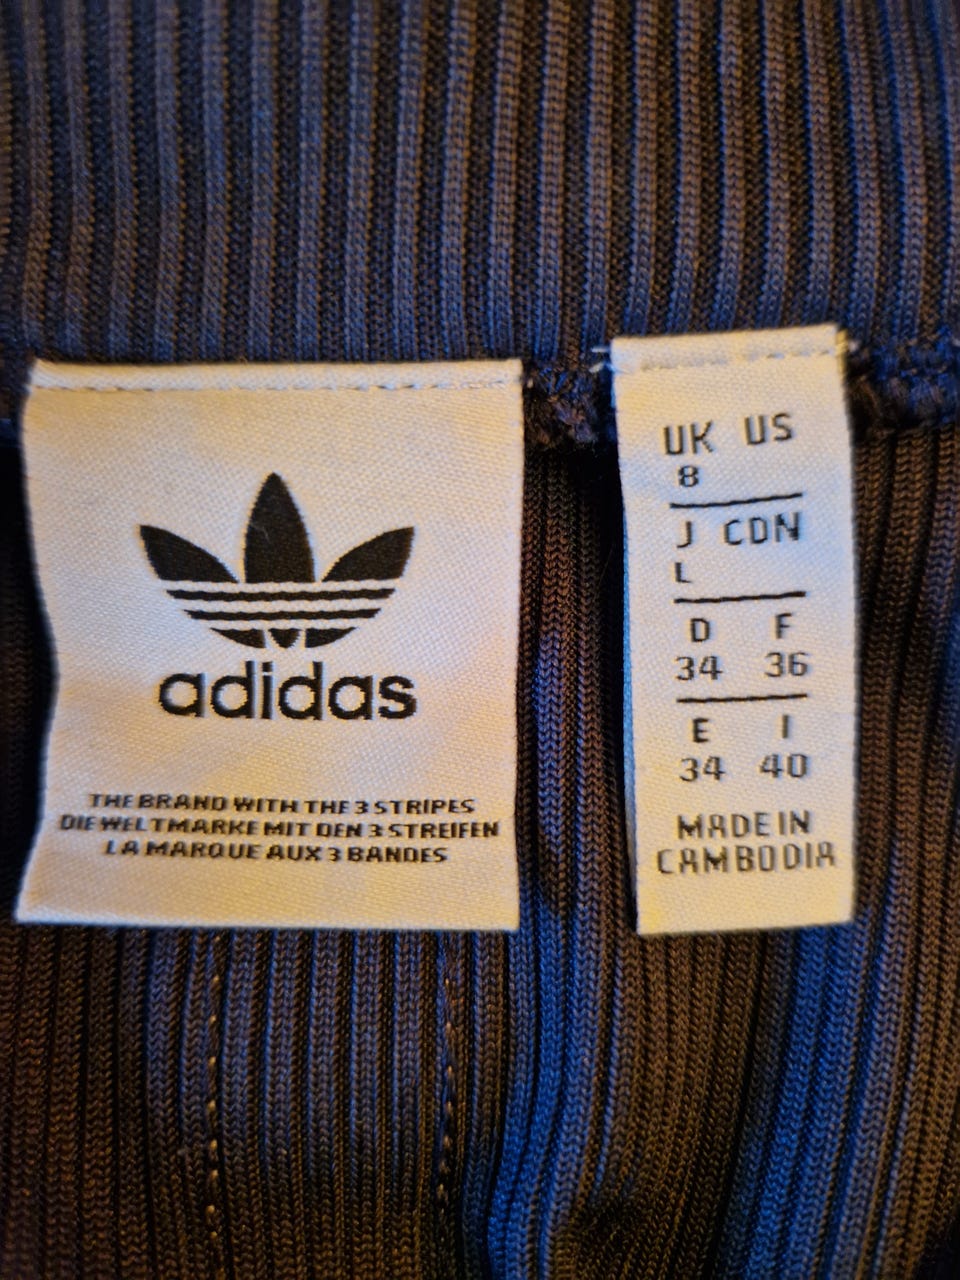 adidas
THE BRAND WITH THE 3 STRIPES
DIE WELTMARKE MIT DEN 3 STREIFEN
LA MARQUE AUX 3 BANDES
UK US
8
J CDN
L
D F
34 36
E I
34 40
MADE IN
CAMBODIA